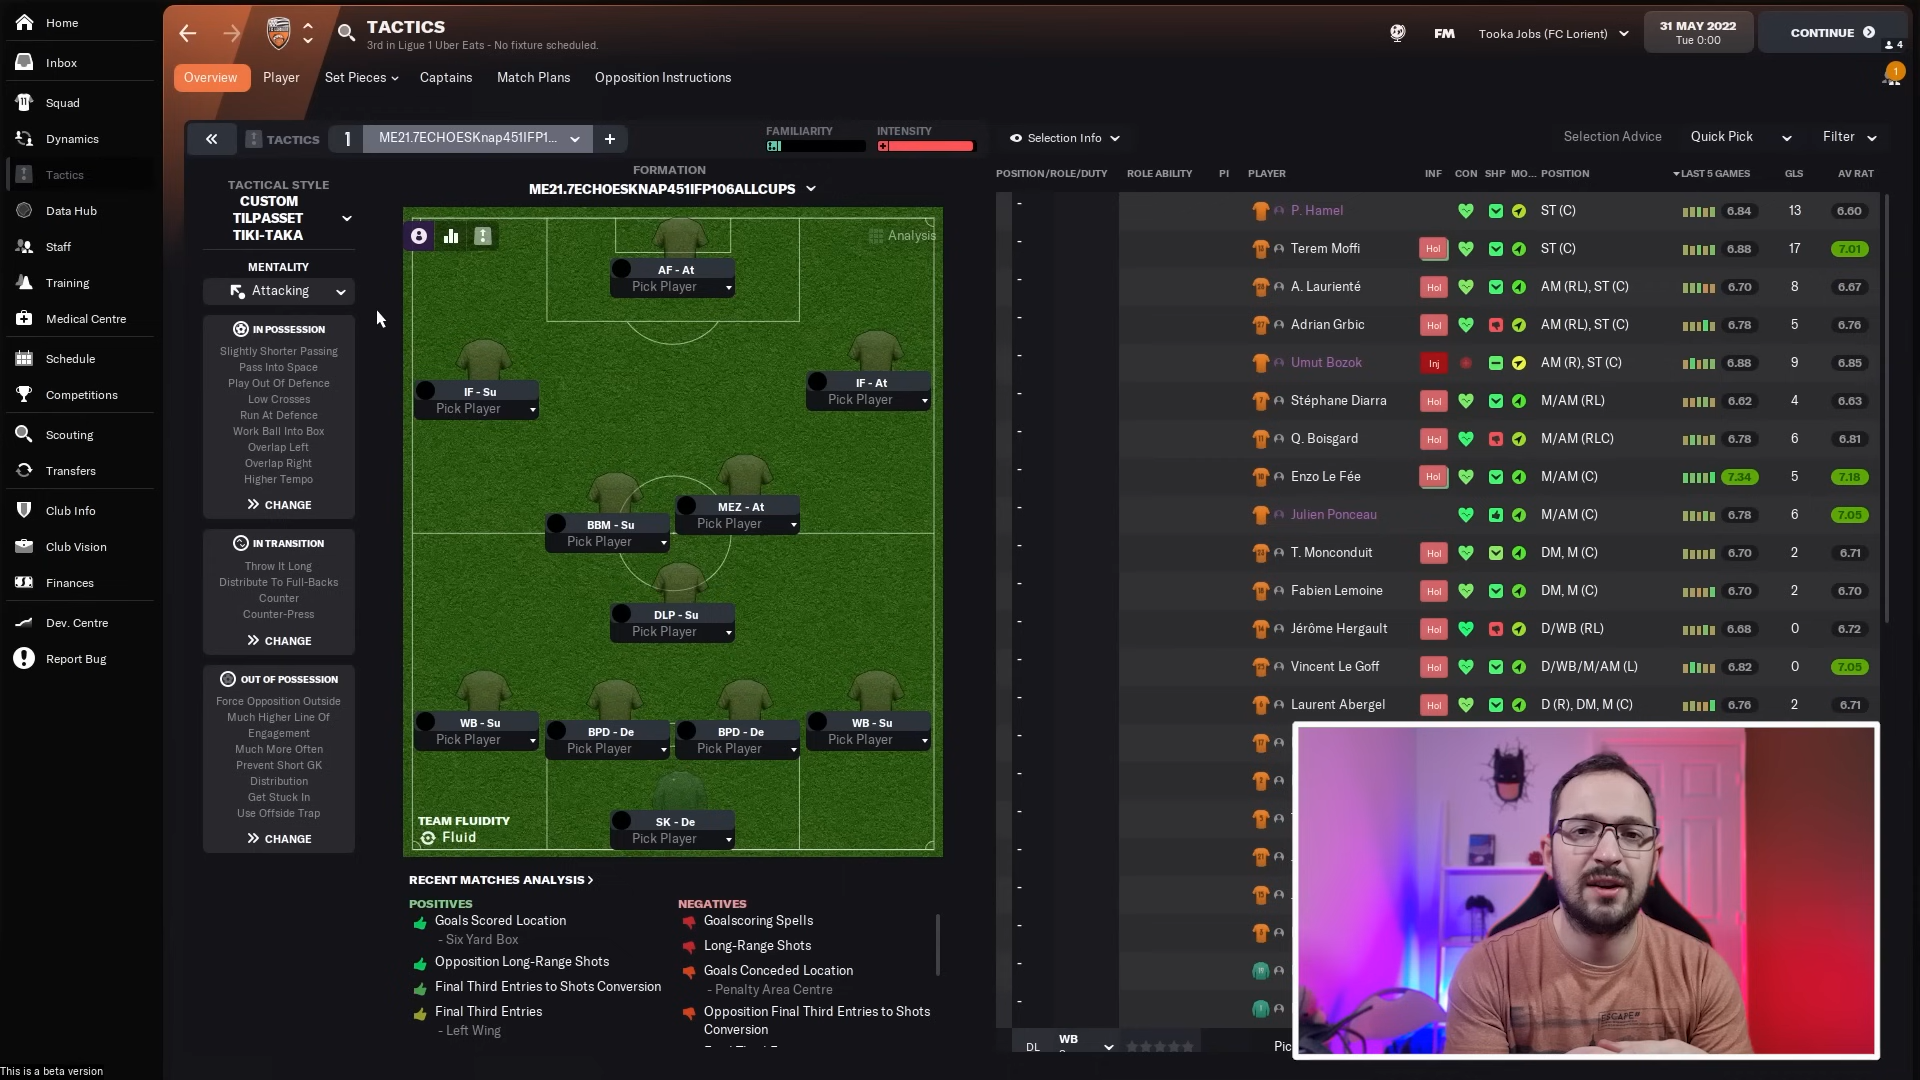 Home
TACTICS
3rd in Ligue 1 Uber Eats - No fixture scheduled.
FM
Tooka Jobs (FC Lorient)
31 MAY 2022
Tue 0:00
CONTINUE
4
Overview
Player
Set Pieces
Captains
Match Plans
Opposition Instructions
1
Inbox
Squad
Dynamics
Tactics
Data Hub
Staff
Training
Medical Centre
Schedule
Competitions
Scouting
Transfers
Club Info
Club Vision
Finances
Dev. Centre
Report Bug
This is a beta version
TACTICS
1
ME21.7ECHOESKnap451IFP1...
FAMILIARITY
INTENSITY
TACTICAL STYLE
CUSTOM
TILPASSET
TIKI-TAKA
MENTALITY
Attacking
IN POSSESSION
Slightly Shorter Passing
Pass Into Space
Play Out Of Defence
Low Crosses
Run At Defence
Work Ball Into Box
Overlap Left
Overlap Right
Higher Tempo
CHANGE
IN TRANSITION
Throw It Long
Distribute To Full-Backs
Counter
Counter-Press
CHANGE
OUT OF POSSESSION
Force Opposition Outside
Much Higher Line Of
Engagement
Much More Often
Prevent Short GK
Distribution
Get Stuck In
Use Offside Trap
CHANGE
FORMATION
ME21.7ECHOESKNAP451IFP106ALLCUPS
Analysis
AF - At
Pick Player
IF - Su
Pick Player
IF - At
Pick Player
MEZ - At
Pick Player
BBM - Su
Pick Player
DLP - Su
Pick Player
WB - Su
Pick Player
BPD - De
Pick Player
BPD - De
Pick Player
WB - Su
Pick Player
SK - De
Pick Player
TEAM FLUIDITY
Fluid
RECENT MATCHES ANALYSIS
POSITIVES
Goals Scored Location
- Six Yard Box
Opposition Long-Range Shots
Final Third Entries to Shots Conversion
Final Third Entries
- Left Wing
NEGATIVES
Goalscoring Spells
Long-Range Shots
Goals Conceded Location
- Penalty Area Centre
Opposition Final Third Entries to Shots
Conversion
Selection Info
Selection Advice
Quick Pick
Filter
POSITION/ROLE/DUTY ROLE ABILITY PI PLAYER INF CON SHP MO... POSITION LAST 5 GAMES GLS AV RAT
- P. Hamel ST (C) 6.84 13 6.60
- Terem Moffi Hol ST (C) 6.88 17 7.01
- A. Laurienté Hol AM (RL), ST (C) 6.70 8 6.67
- Adrian Grbic Hol AM (RL), ST (C) 6.78 5 6.76
- Umut Bozok Inj AM (R), ST (C) 6.88 9 6.85
- Stéphane Diarra Hol M/AM (RL) 6.62 4 6.63
- Q. Boisgard Hol M/AM (RLC) 6.78 6 6.81
- Enzo Le Fée Hol M/AM (C) 7.34 5 7.18
- Julien Ponceau M/AM (C) 6.78 6 7.05
- T. Monconduit Hol DM, M (C) 6.70 2 6.71
- Fabien Lemoine Hol DM, M (C) 6.70 2 6.70
- Jérôme Hergault Hol D/WB (RL) 6.68 0 6.72
- Vincent Le Goff Hol D/WB/M/AM (L) 6.82 0 7.05
- Laurent Abergel Hol D (R), DM, M (C) 6.76 2 6.71
-
-
-
-
-
-
-
-
DL WB Pic
ESCAPE